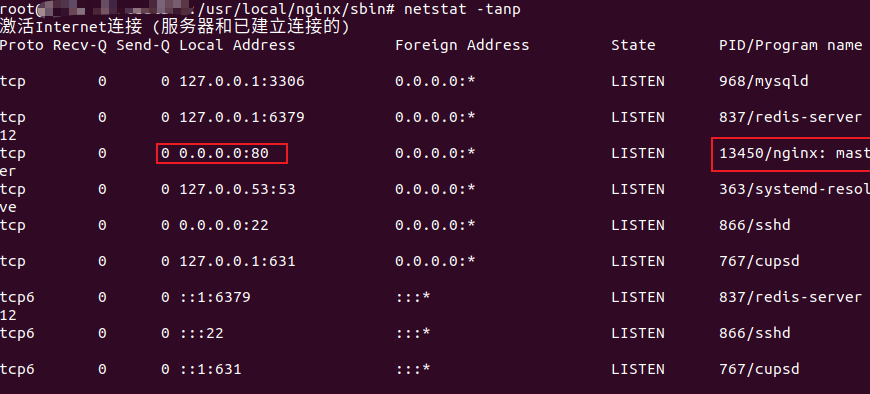 root@ :/usr/local/nginx/sbin# netstat -tanp
激活Internet连接 (服务器和已建立连接的)
Proto Recv-Q Send-Q Local Address           Foreign Address         State       PID/Program name
tcp        0      0 127.0.0.1:3306          0.0.0.0:*               LISTEN      968/mysqld
tcp        0      0 127.0.0.1:6379          0.0.0.0:*               LISTEN      837/redis-server
12
tcp        0      0 0.0.0.0:80              0.0.0.0:*               LISTEN      13450/nginx: mast
er
tcp        0      0 127.0.0.53:53           0.0.0.0:*               LISTEN      363/systemd-resol
ve
tcp        0      0 0.0.0.0:22              0.0.0.0:*               LISTEN      866/sshd
tcp        0      0 127.0.0.1:631           0.0.0.0:*               LISTEN      767/cupsd
tcp6       0      0 ::1:6379                :::*                    LISTEN      837/redis-server
12
tcp6       0      0 :::22                   :::*                    LISTEN      866/sshd
tcp6       0      0 ::1:631                 :::*                    LISTEN      767/cupsd